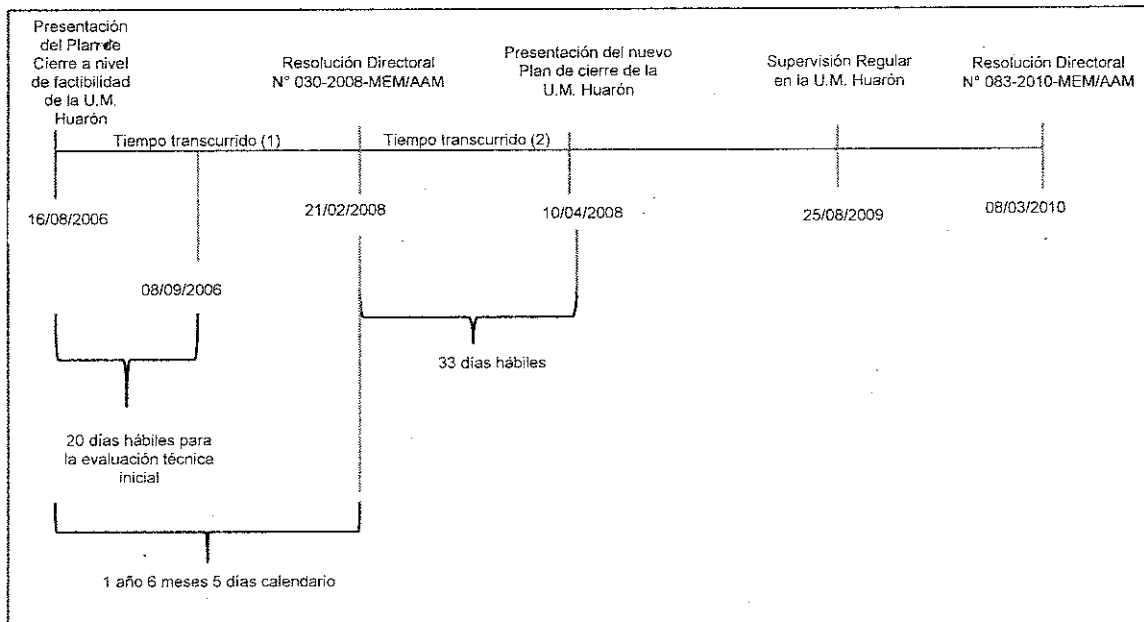 Presentación
del Plan de
Cierre a nivel
de factibilidad
de la U.M.
Huarón
Resolución Directoral
N° 030-2008-MEM/AAM
Presentación del nuevo
Plan de cierre de la
U.M. Huarón
Supervisión Regular
en la U.M. Huarón
Resolución Directoral
N° 083-2010-MEM/AAM
Tiempo transcurrido (1)
Tiempo transcurrido (2)
16/08/2006
21/02/2008
10/04/2008
25/08/2009
08/03/2010
08/09/2006
33 días hábiles
20 días hábiles para
la evaluación técnica
inicial
1 año 6 meses 5 días calendario